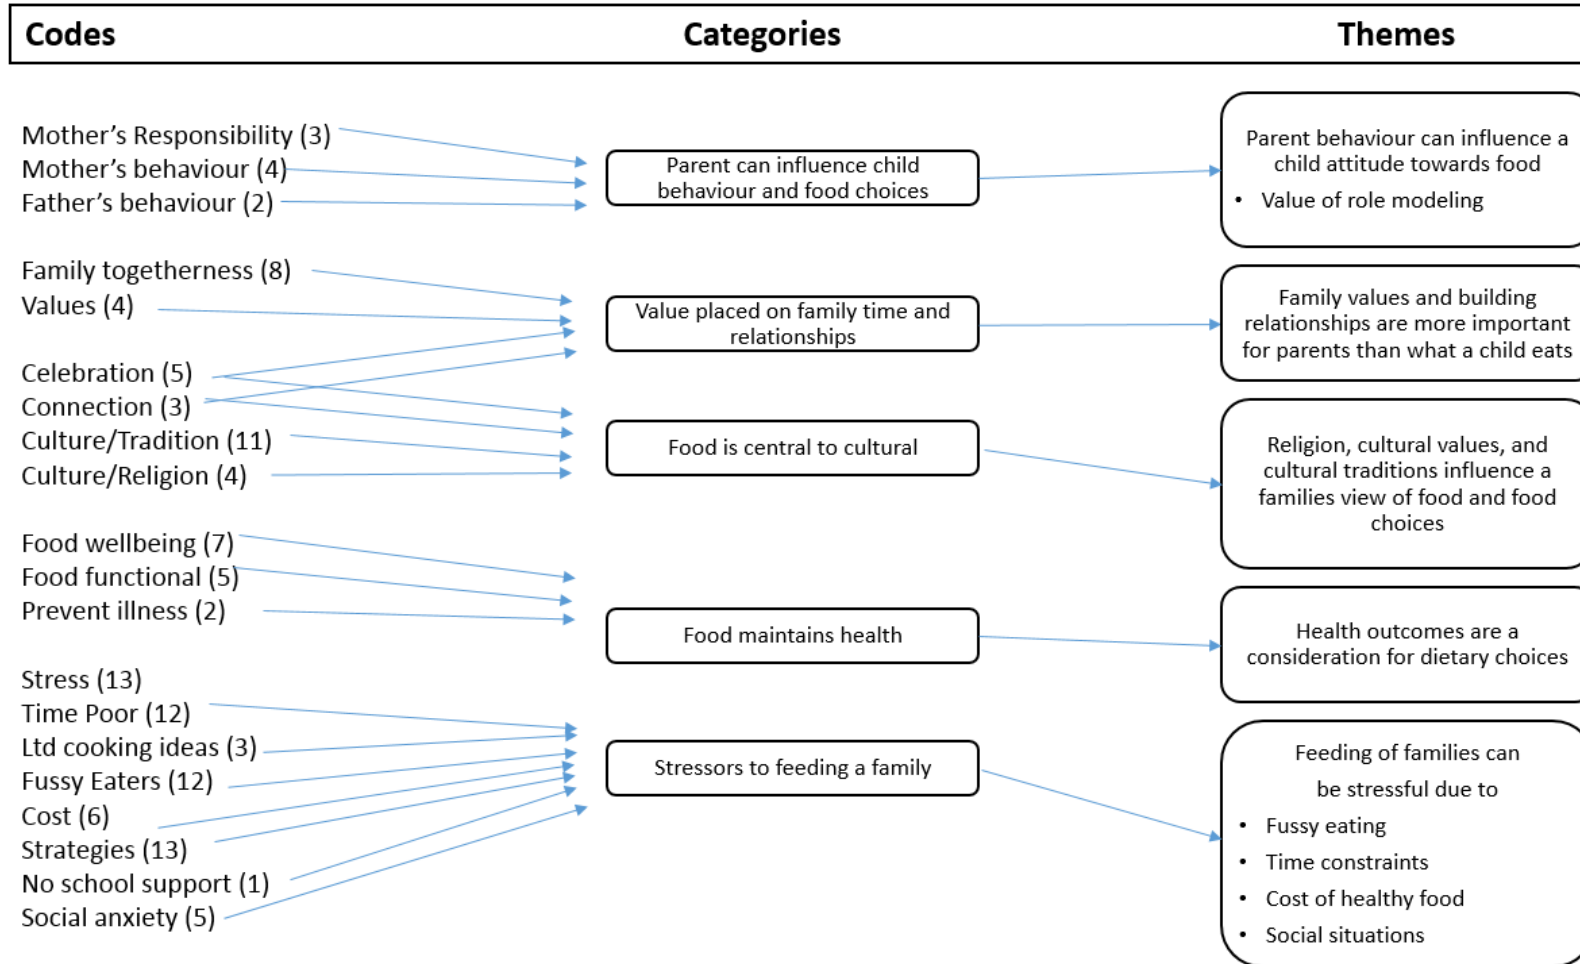 Codes Categories Themes
Mother’s Responsibility (3)
Mother’s behaviour (4)
Father’s behaviour (2)
Family togetherness (8)
Values (4)
Celebration (5)
Connection (3)
Culture/Tradition (11)
Culture/Religion (4)
Food wellbeing (7)
Food functional (5)
Prevent illness (2)
Stress (13)
Time Poor (12)
Ltd cooking ideas (3)
Fussy Eaters (12)
Cost (6)
Strategies (13)
No school support (1)
Social anxiety (5)
Parent can influence child
behaviour and food choices
Value placed on family time and
relationships
Food is central to cultural
Food maintains health
Stressors to feeding a family
Parent behaviour can influence a
child attitude towards food
• Value of role modeling
Family values and building
relationships are more important
for parents than what a child eats
Religion, cultural values, and
cultural traditions influence a
families view of food and food
choices
Health outcomes are a
consideration for dietary choices
Feeding of families can
be stressful due to
• Fussy eating
• Time constraints
• Cost of healthy food
• Social situations